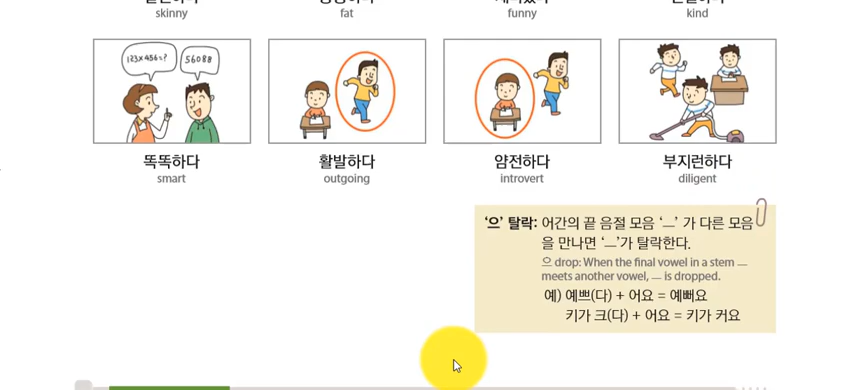 skinny fat funny kind
123×456=? 56088
똑똑하다 활발하다 얌전하다 부지런하다
smart outgoing introvert diligent
‘으’ 탈락: 어간의 끝 음절 모음 ‘ㅡ’ 가 다른 모음
을 만나면 ‘ㅡ’가 탈락한다.
으 drop: When the final vowel in a stem ㅡ
meets another vowel, ㅡ is dropped.
예) 예쁘(다) + 어요 = 예뻐요
키가 크(다) + 어요 = 키가 커요